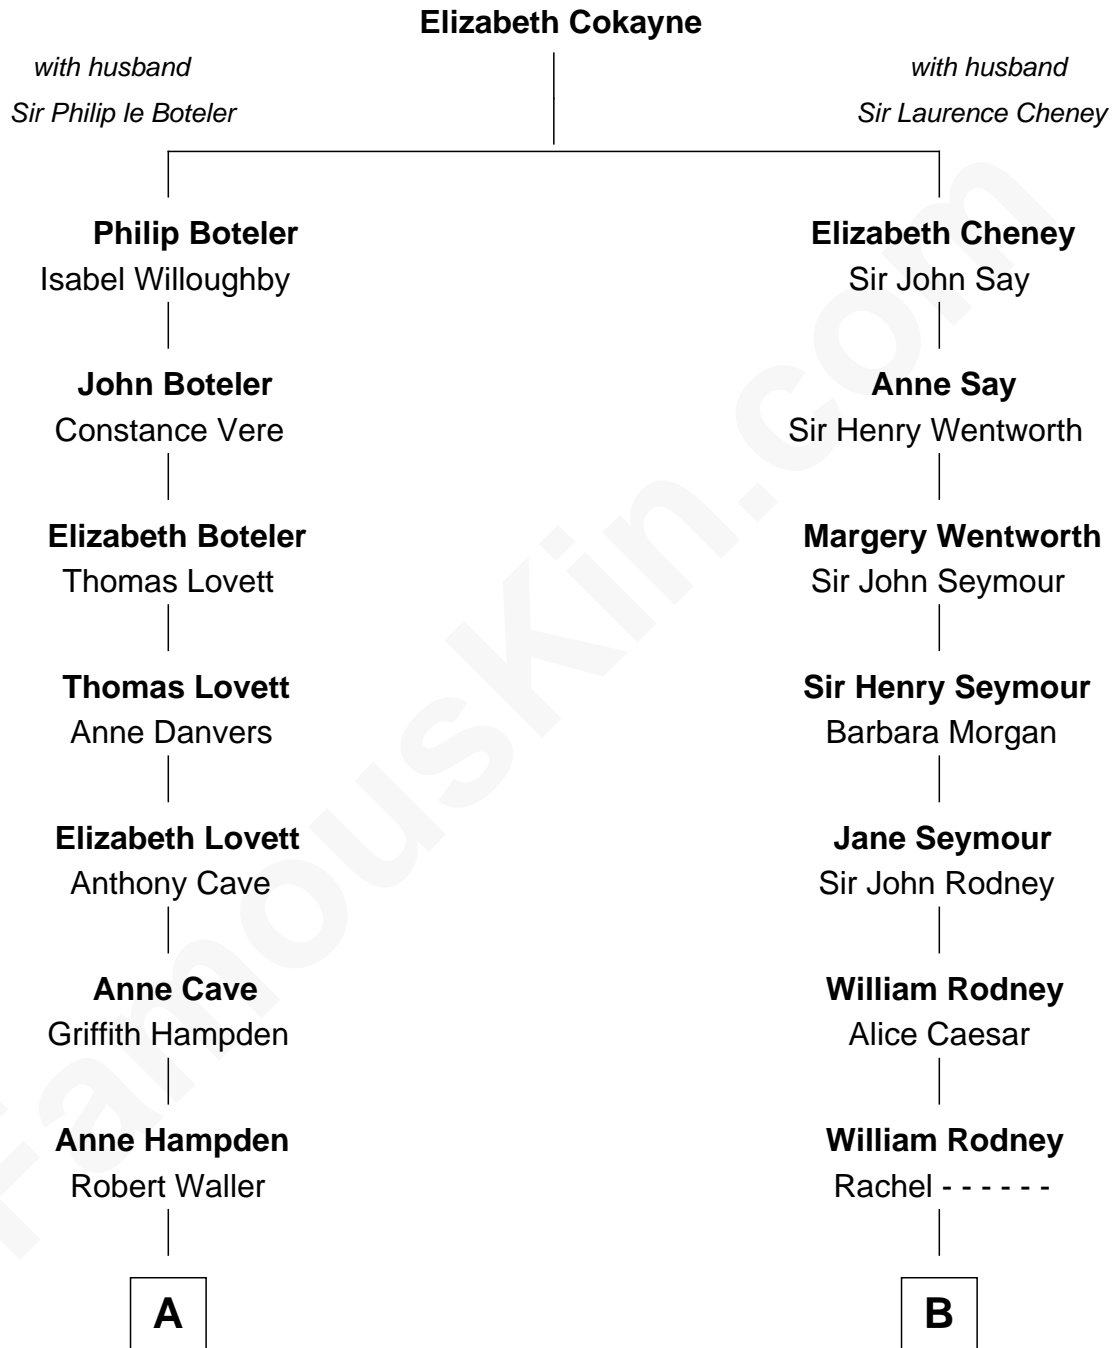 Elizabeth Cokayne
with husband
Sir Philip le Boteler
with husband
Sir Laurence Cheney
Philip Boteler
Isabel Willoughby
Elizabeth Cheney
Sir John Say
John Boteler
Constance Vere
Anne Say
Sir Henry Wentworth
Elizabeth Boteler
Thomas Lovett
Margery Wentworth
Sir John Seymour
Thomas Lovett
Anne Danvers
Sir Henry Seymour
Barbara Morgan
Elizabeth Lovett
Anthony Cave
Jane Seymour
Sir John Rodney
Anne Cave
Griffith Hampden
William Rodney
Alice Caesar
Anne Hampden
Robert Waller
William Rodney
Rachel - - - - - -
A
B
FamousKin.com